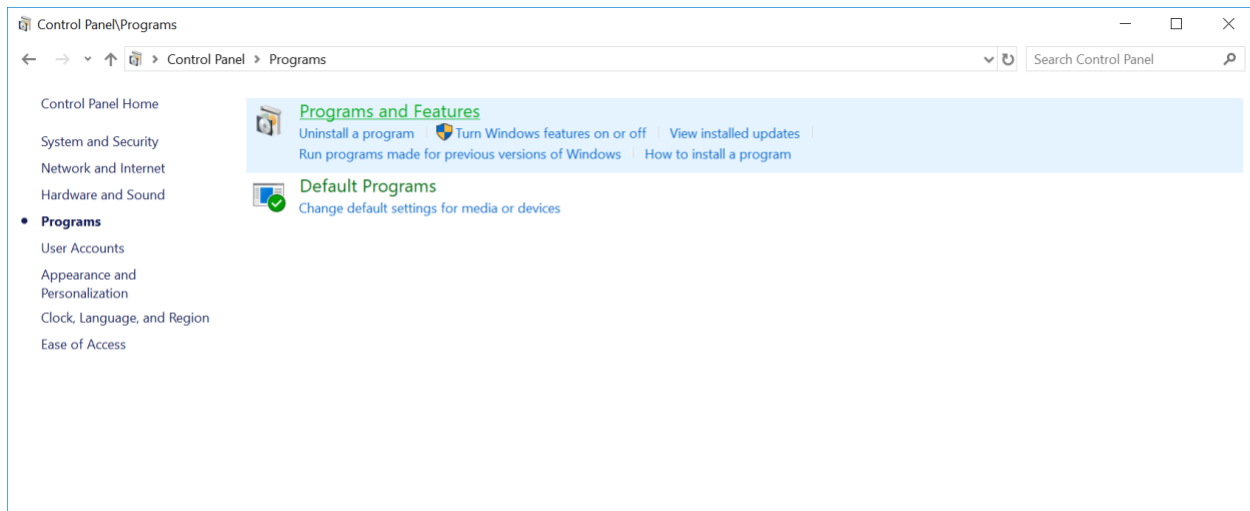 Control Panel\Programs
Control Panel > Programs
Search Control Panel
Control Panel Home
System and Security
Network and Internet
Hardware and Sound
Programs
User Accounts
Appearance and
Personalization
Clock, Language, and Region
Ease of Access
Programs and Features
Uninstall a program
Turn Windows features on or off
View installed updates
Run programs made for previous versions of Windows
How to install a program
Default Programs
Change default settings for media or devices